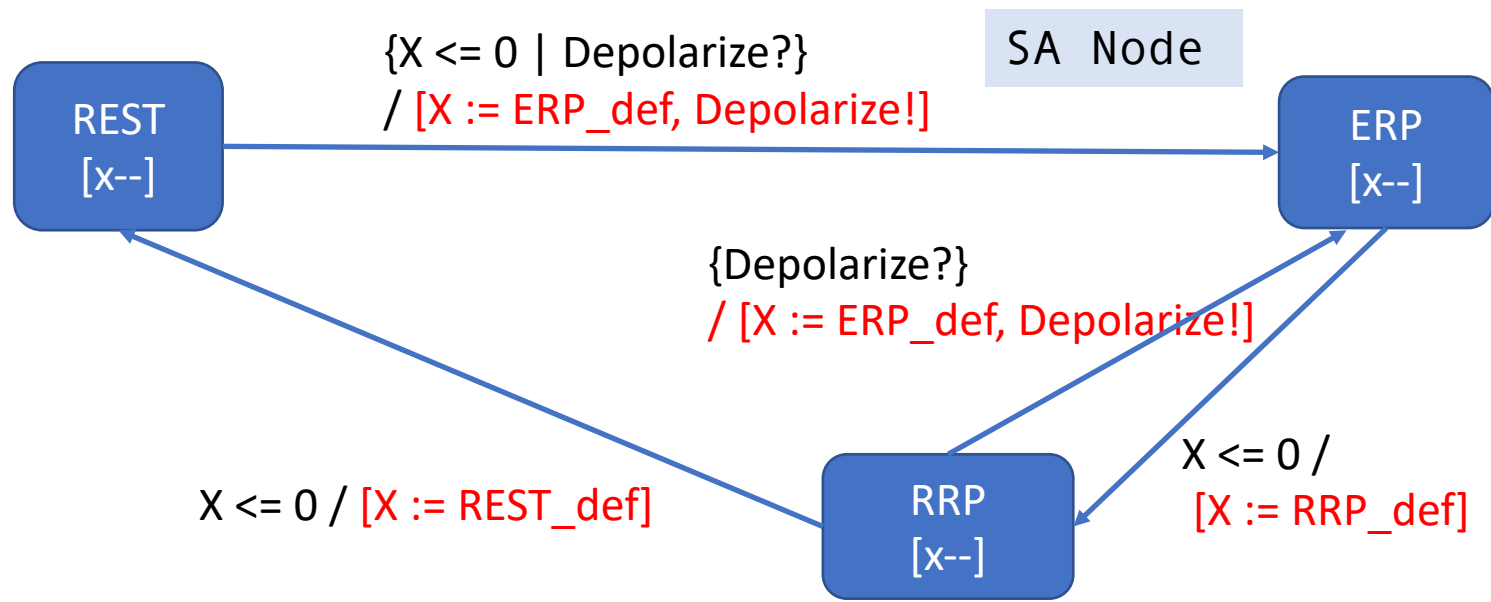 {X <= 0 | Depolarize?}
/ [X := ERP_def, Depolarize!]
SA Node
REST
[x--]
ERP
[x--]
{Depolarize?}
/ [X := ERP_def, Depolarize!]
X <= 0 / [X := REST_def]
X <= 0 /
[X := RRP_def]
RRP
[x--]